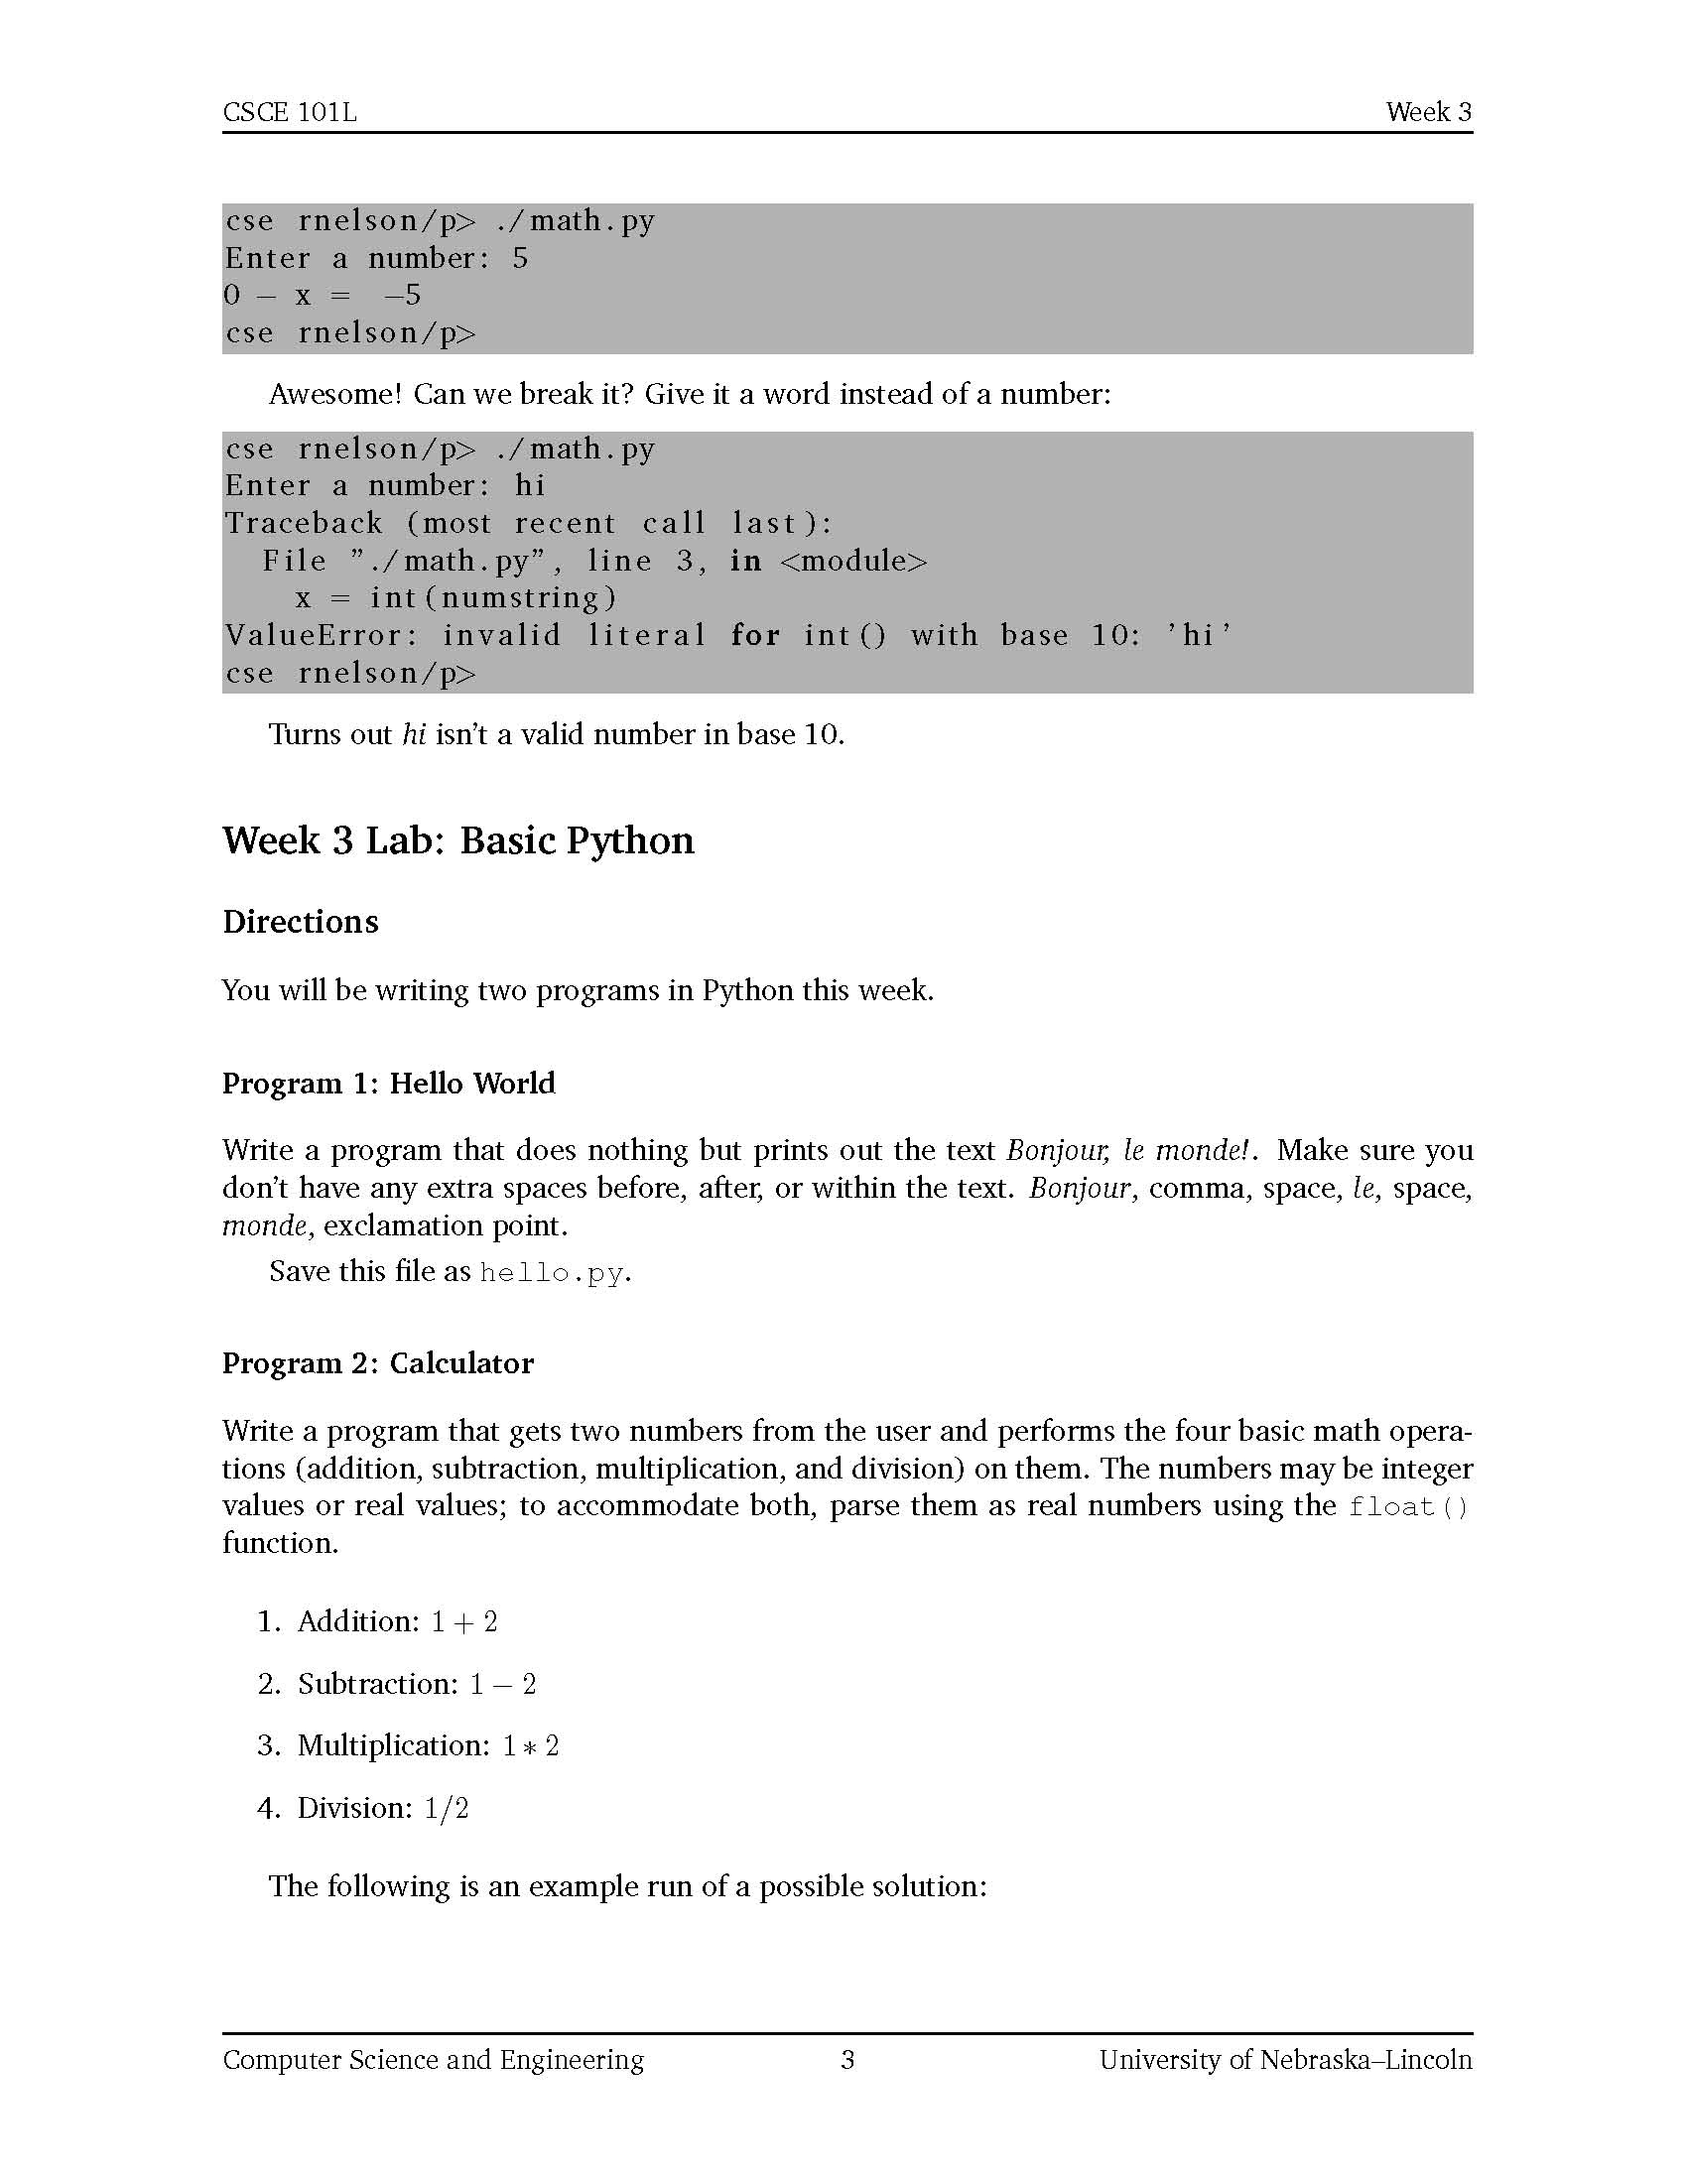 CSCE 101L Week 3
cse rnelson/p> ./math.py
Enter a number: 5
0 − x = −5
cse rnelson/p>
Awesome! Can we break it? Give it a word instead of a number:
cse rnelson/p> ./math.py
Enter a number: hi
Traceback (most recent call last):
File "./math.py", line 3, in <module>
x = int(numstring)
ValueError: invalid literal for int() with base 10: 'hi'
cse rnelson/p>
Turns out hi isn't a valid number in base 10.
Week 3 Lab: Basic Python
Directions
You will be writing two programs in Python this week.
Program 1: Hello World
Write a program that does nothing but prints out the text Bonjour, le monde!. Make sure you
don't have any extra spaces before, after, or within the text. Bonjour, comma, space, le, space,
monde, exclamation point.
Save this file as hello.py.
Program 2: Calculator
Write a program that gets two numbers from the user and performs the four basic math opera-
tions (addition, subtraction, multiplication, and division) on them. The numbers may be integer
values or real values; to accommodate both, parse them as real numbers using the float()
function.
1. Addition: 1 + 2
2. Subtraction: 1 − 2
3. Multiplication: 1 ∗ 2
4. Division: 1/2
The following is an example run of a possible solution:
Computer Science and Engineering 3 University of Nebraska–Lincoln